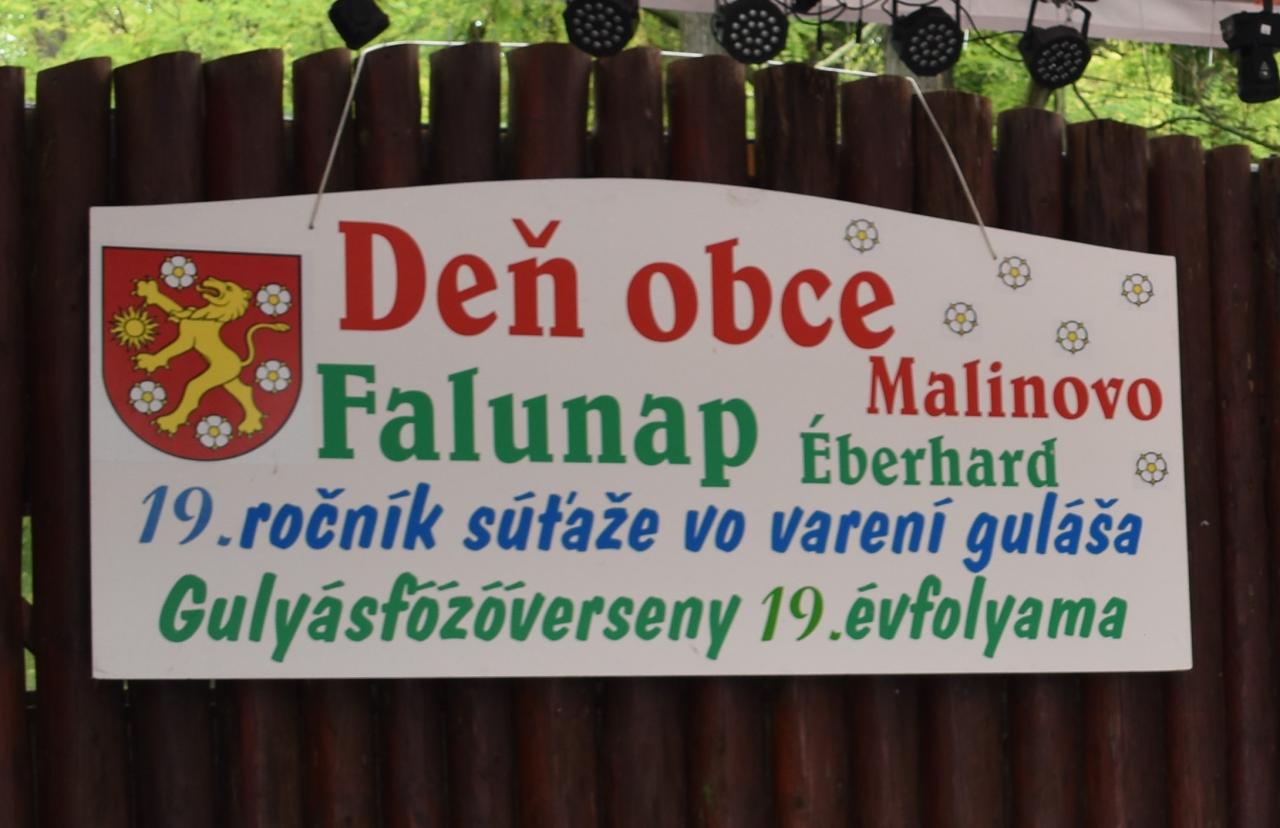 Deň obce
Malinovo
Falunap
Éberhard
19.ročník súťaže vo varení guláša
Gulyásfőzőverseny 19.évfolyama